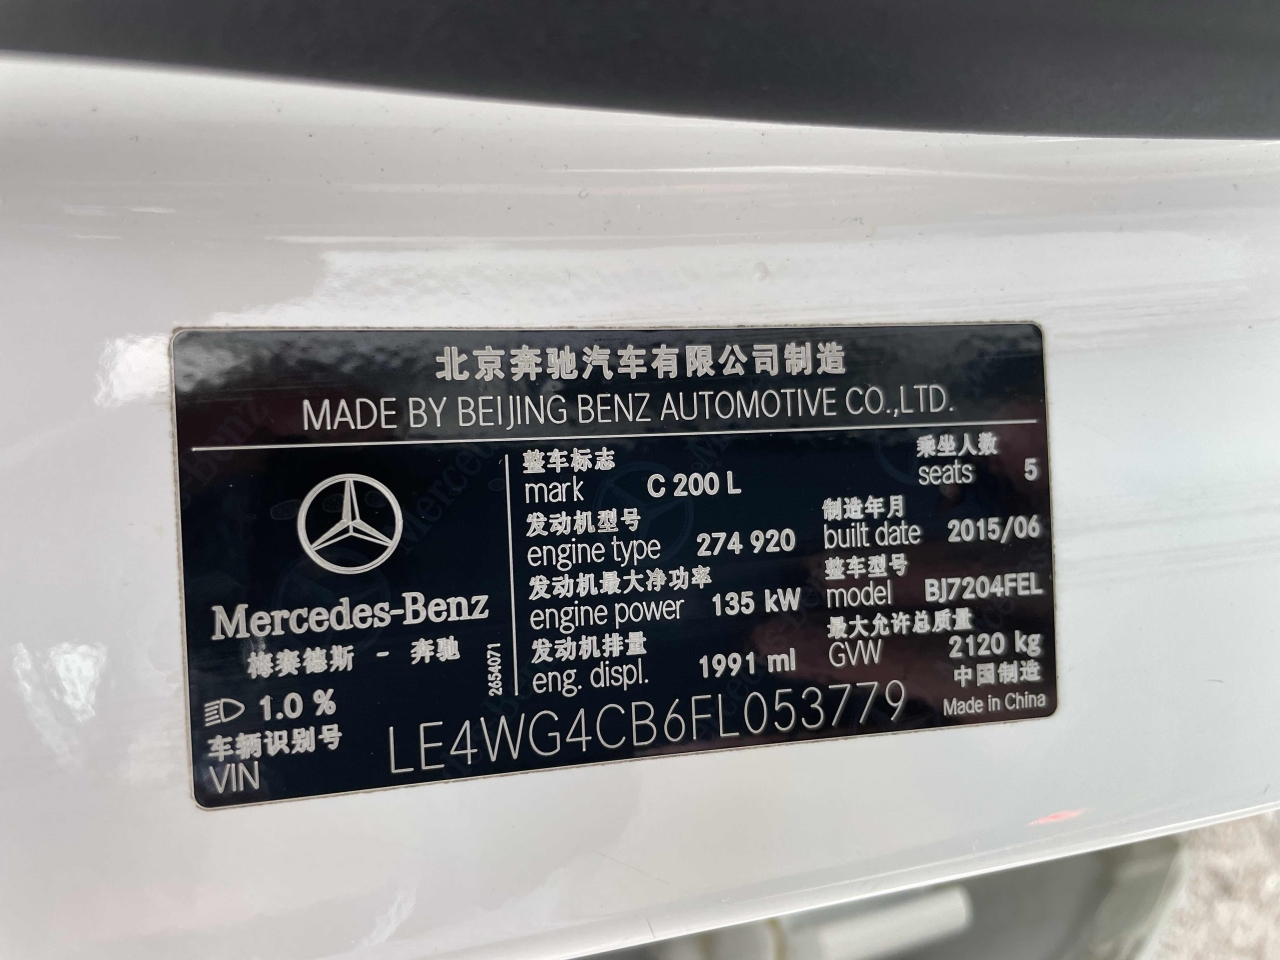 北京奔驰汽车有限公司制造
MADE BY BEIJING BENZ AUTOMOTIVE CO.,LTD.
Mercedes-Benz
梅赛德斯 - 奔驰
2654071
1.0 %
整车标志
mark C 200 L
乘坐人数
seats 5
发动机型号
engine type 274 920
制造年月
built date 2015/06
发动机最大净功率
engine power 135 kW
整车型号
model BJ7204FEL
发动机排量
eng. displ. 1991 ml
最大允许总质量
GVW 2120 kg
中国制造
Made in China
车辆识别号
VIN LE4WG4CB6FL053779